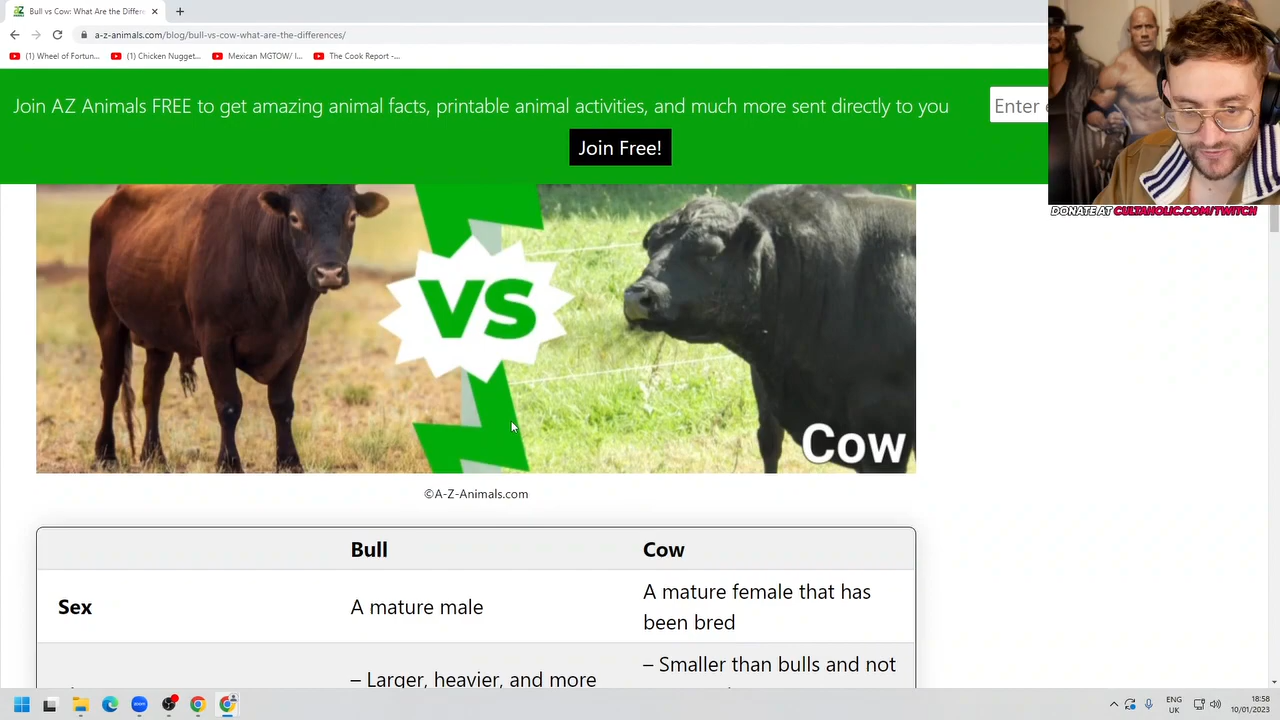 Bull vs Cow: What Are the Differe
a-z-animals.com/blog/bull-vs-cow-what-are-the-differences/
(1) Wheel of Fortun...
(1) Chicken Nugget...
Mexican MGTOW/ I...
The Cook Report -...
Join AZ Animals FREE to get amazing animal facts, printable animal activities, and much more sent directly to you
Enter
Join Free!
DONATE AT CULTAHOLIC.COM/TWITCH
VS
Cow
©A-Z-Animals.com
Bull
Cow
Sex
A mature male
A mature female that has
been bred
– Larger, heavier, and more
– Smaller than bulls and not
ENG
UK
18:58
10/01/2023